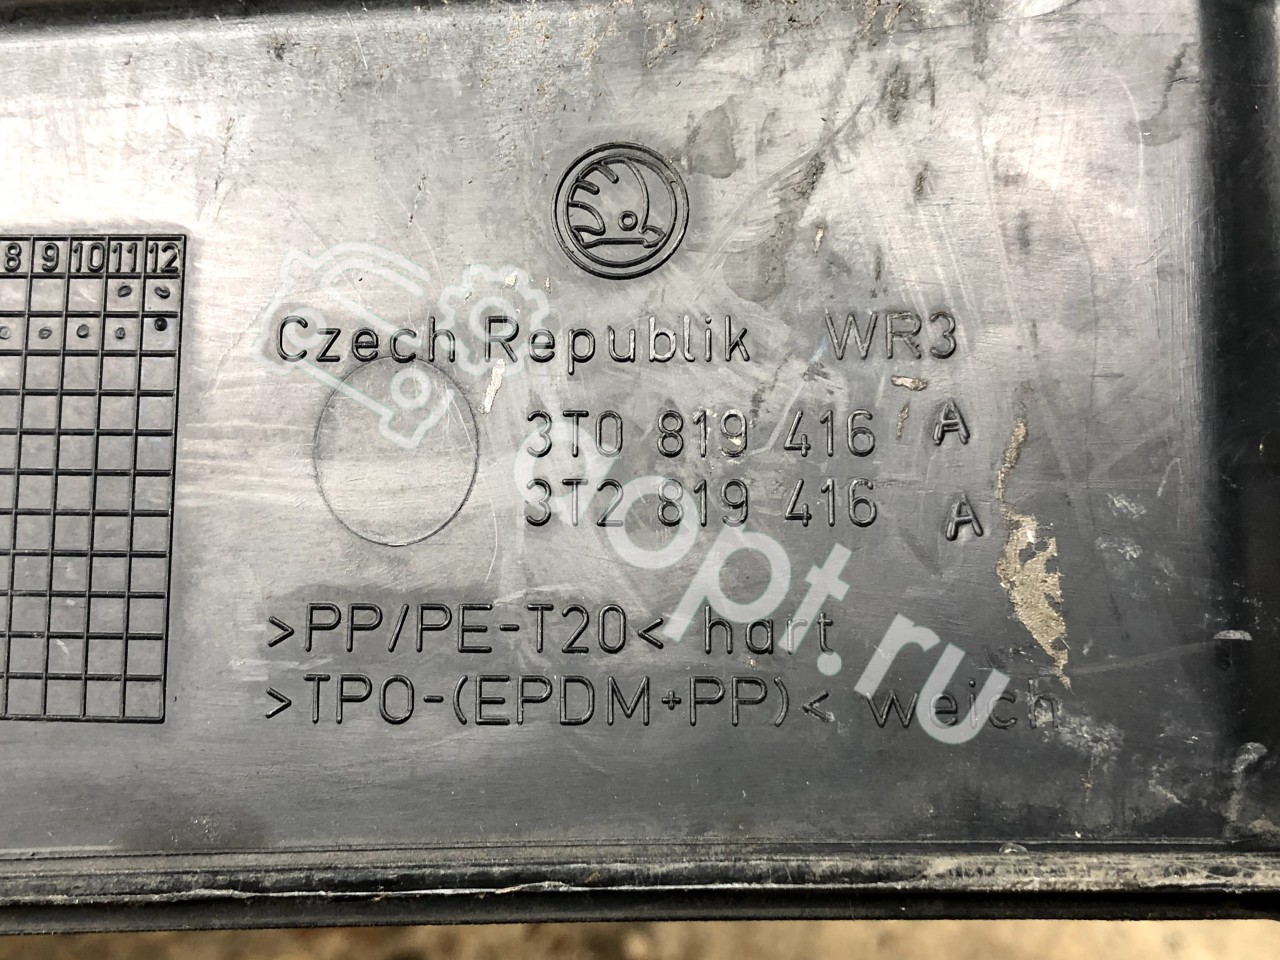 8 9 10 11 12
Czech Republik WR3
3T0 819 416 A
3T2 819 416 A
>PP/PE-T20< hart
>TPO-(EPDM+PP)< weich
eopt.ru